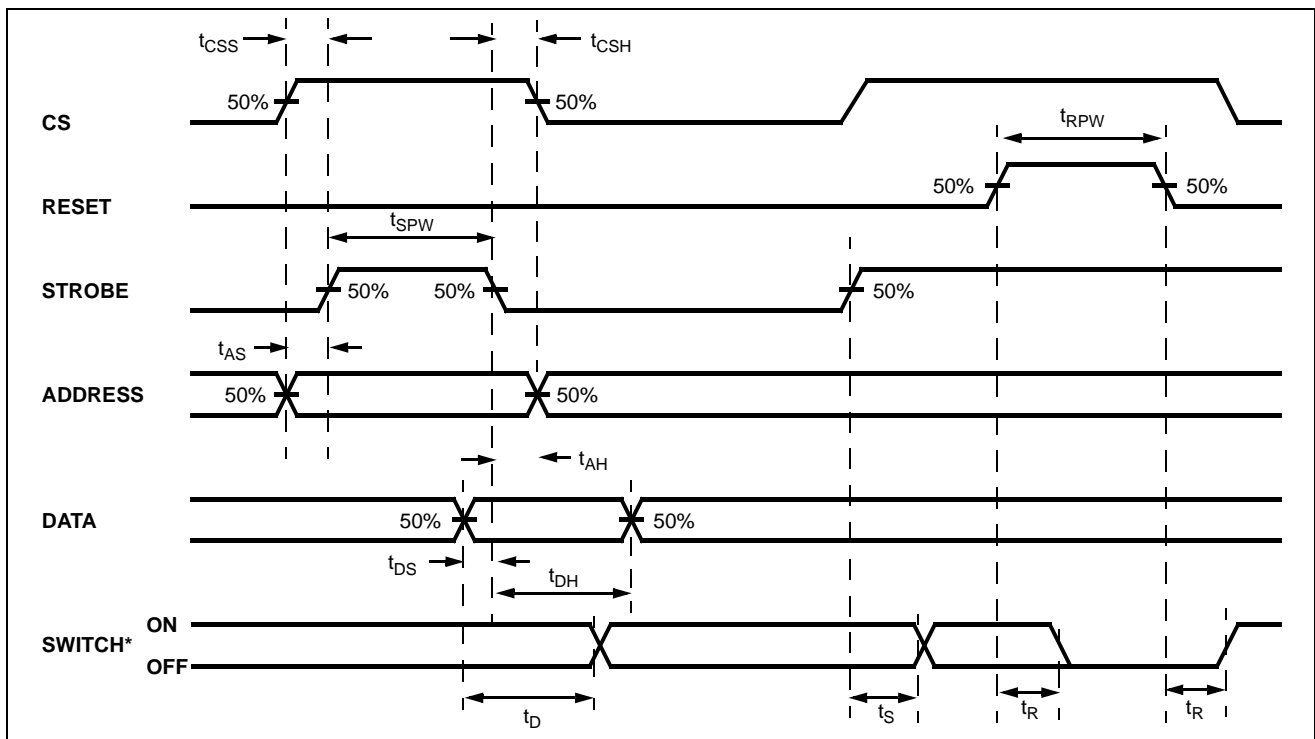 tCSS
tCSH
50%
50%
CS
tRPW
50%
50%
RESET
tSPW
STROBE
50%
50%
50%
tAS
ADDRESS
50%
50%
tAH
DATA
50%
50%
tDS
tDH
ON
SWITCH*
OFF
tD
tS
tR
tR